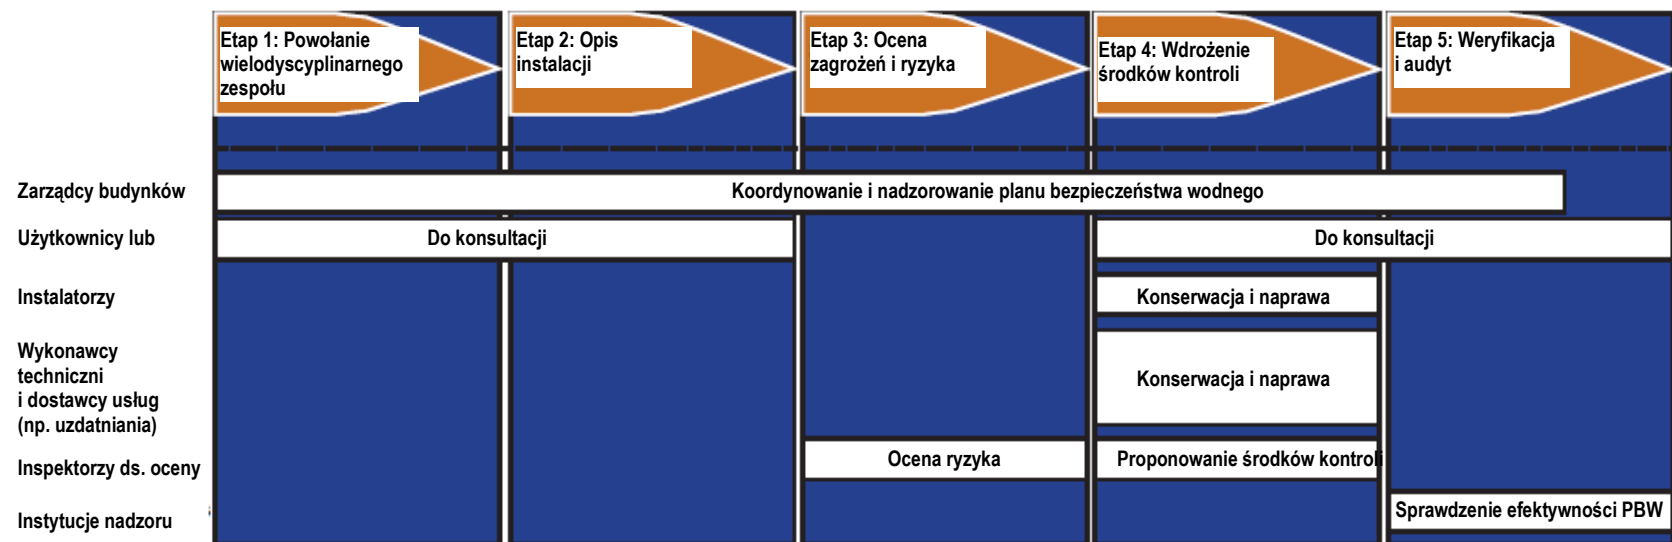 Etap 1: Powołanie
wielodyscyplinarnego
zespołu
Etap 2: Opis
instalacji
Etap 3: Ocena
zagrożeń i ryzyka
Etap 4: Wdrożenie
środków kontroli
Etap 5: Weryfikacja
i audyt
Zarządcy budynków
Koordynowanie i nadzorowanie planu bezpieczeństwa wodnego
Użytkownicy lub
Do konsultacji
Do konsultacji
Instalatorzy
Konserwacja i naprawa
Wykonawcy
techniczni
i dostawcy usług
(np. uzdatniania)
Konserwacja i naprawa
Inspektorzy ds. oceny
Ocena ryzyka
Proponowanie środków kontroli
Instytucje nadzoru
Sprawdzenie efektywności PBW